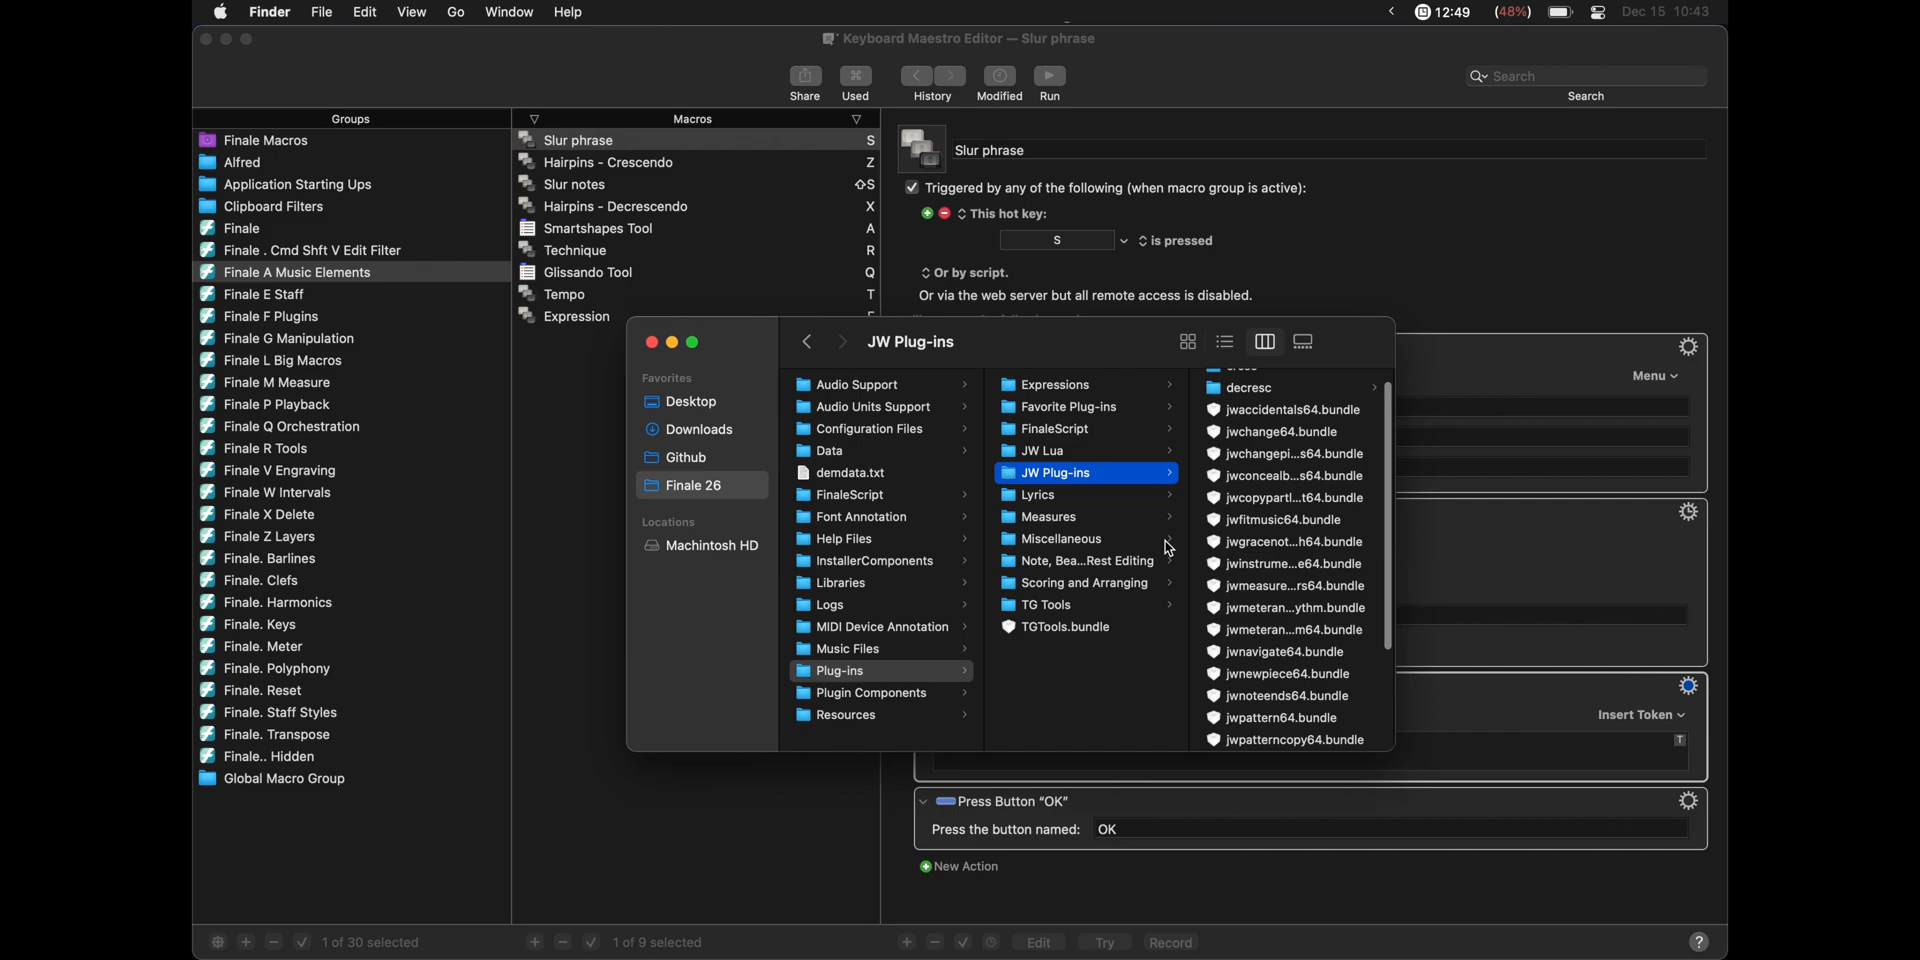 Finder File Edit View Go Window Help
12:49 (48%) Dec 15 10:43
Keyboard Maestro Editor — Slur phrase
Share Used History Modified Run
Search
Search
Groups
Finale Macros
Alfred
Application Starting Ups
Clipboard Filters
Finale
Finale . Cmd Shft V Edit Filter
Finale A Music Elements
Finale E Staff
Finale F Plugins
Finale G Manipulation
Finale L Big Macros
Finale M Measure
Finale P Playback
Finale Q Orchestration
Finale R Tools
Finale V Engraving
Finale W Intervals
Finale X Delete
Finale Z Layers
Finale. Barlines
Finale. Clefs
Finale. Harmonics
Finale. Keys
Finale. Meter
Finale. Polyphony
Finale. Reset
Finale. Staff Styles
Finale. Transpose
Finale.. Hidden
Global Macro Group
1 of 30 selected
Macros
Slur phrase S
Hairpins - Crescendo Z
Slur notes ⇧S
Hairpins - Decrescendo X
Smartshapes Tool A
Technique R
Glissando Tool Q
Tempo T
Expression
1 of 9 selected
Slur phrase
Triggered by any of the following (when macro group is active):
This hot key:
S is pressed
Or by script.
Or via the web server but all remote access is disabled.
Menu
Insert Token
T
Press Button “OK”
Press the button named: OK
New Action
Edit Try Record ?
JW Plug-ins
Favorites
Desktop
Downloads
Github
Finale 26
Locations
Machintosh HD
Audio Support
Audio Units Support
Configuration Files
Data
demdata.txt
FinaleScript
Font Annotation
Help Files
InstallerComponents
Libraries
Logs
MIDI Device Annotation
Music Files
Plug-ins
Plugin Components
Resources
Expressions
Favorite Plug-ins
FinaleScript
JW Lua
JW Plug-ins
Lyrics
Measures
Miscellaneous
Note, Bea...Rest Editing
Scoring and Arranging
TG Tools
TGTools.bundle
decresc
jwaccidentals64.bundle
jwchange64.bundle
jwchangepi...s64.bundle
jwconcealb...s64.bundle
jwcopypartl...t64.bundle
jwfitmusic64.bundle
jwgracenot...h64.bundle
jwinstrume...e64.bundle
jwmeasure...rs64.bundle
jwmeteran...ythm.bundle
jwmeteran...m64.bundle
jwnavigate64.bundle
jwnewpiece64.bundle
jwnoteends64.bundle
jwpattern64.bundle
jwpatterncopy64.bundle